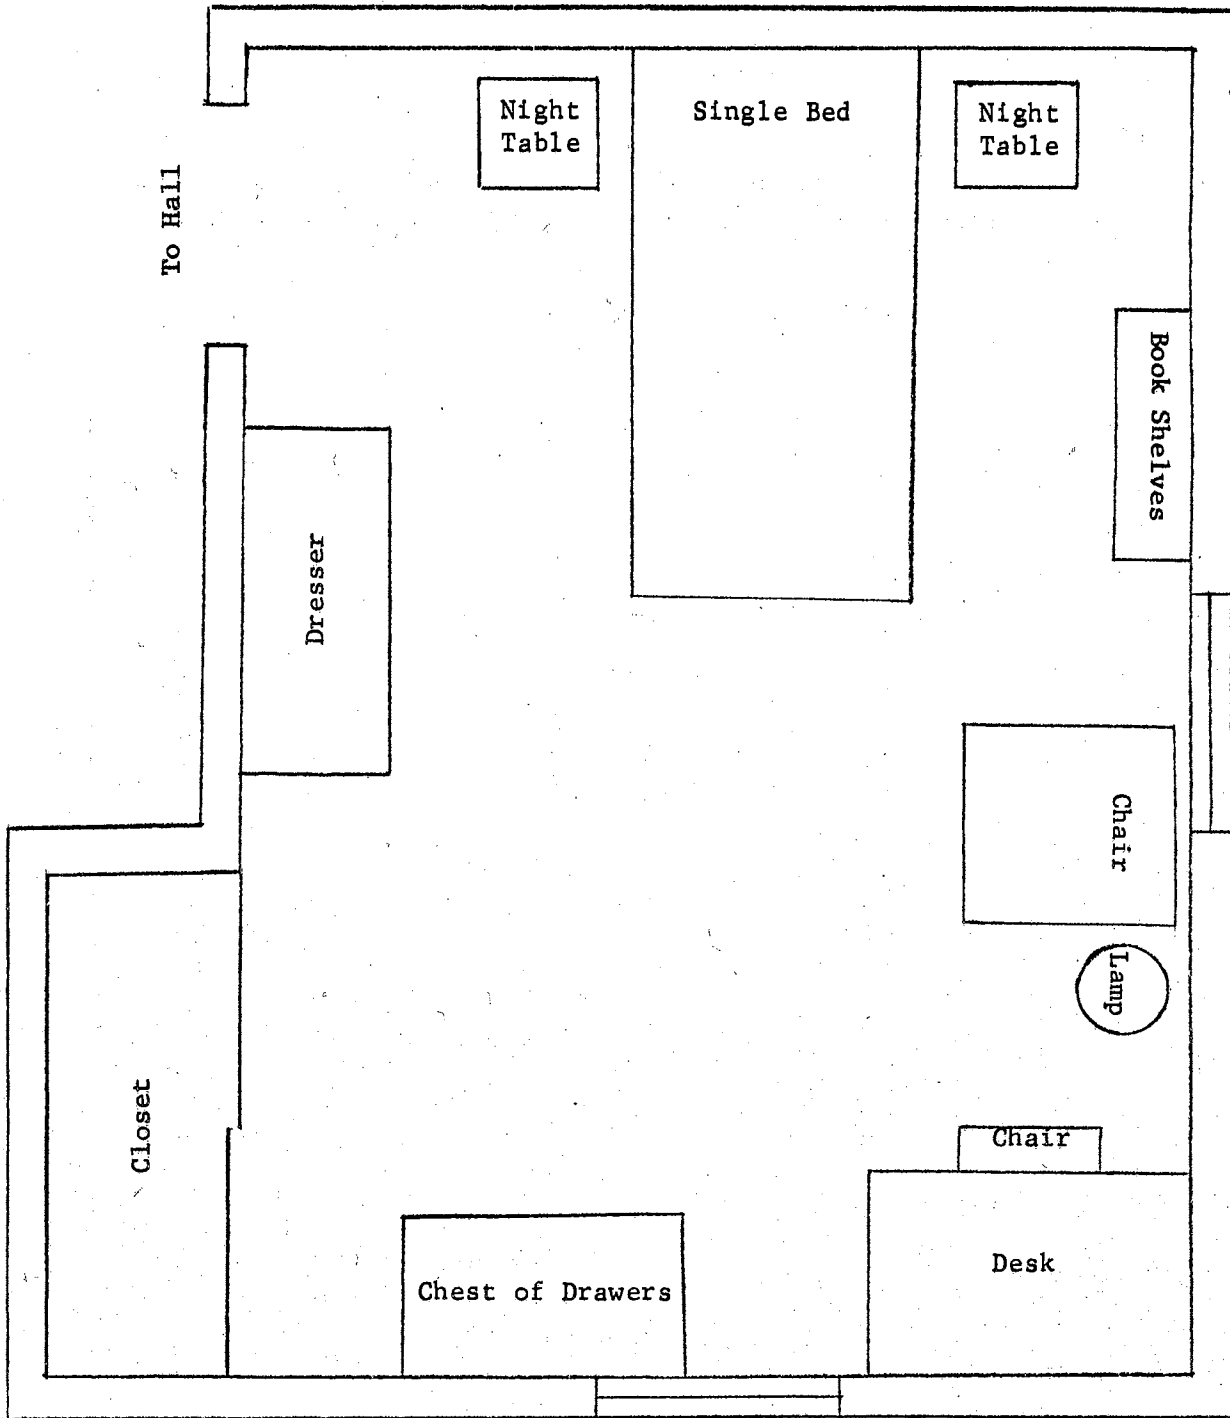 Night
Table
Single Bed
Night
Table
To Hall
Book Shelves
Dresser
Chair
Lamp
Closet
Chair
Desk
Chest of Drawers